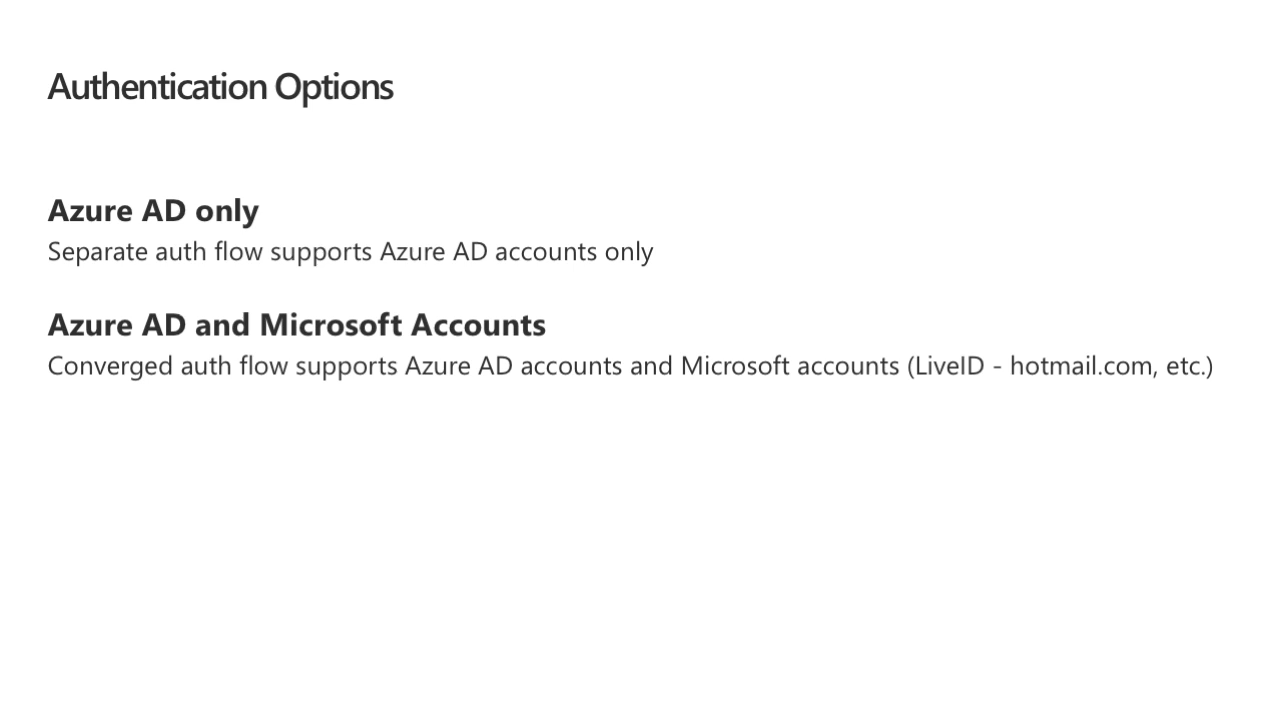 Authentication Options
Azure AD only
Separate auth flow supports Azure AD accounts only
Azure AD and Microsoft Accounts
Converged auth flow supports Azure AD accounts and Microsoft accounts (LiveID - hotmail.com, etc.)